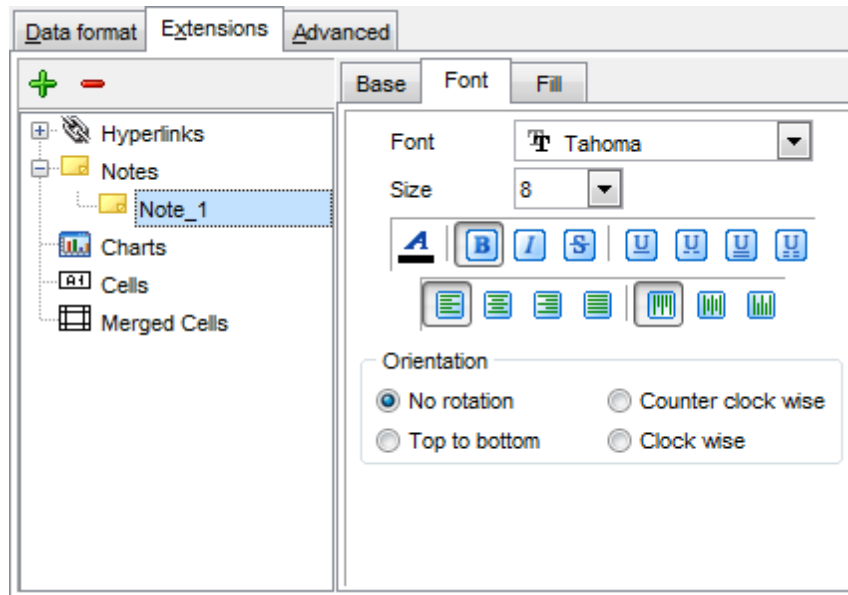 Data format Extensions Advanced
Base Font Fill
Hyperlinks
Notes
Note_1
Charts
Cells
Merged Cells
Font Tahoma
Size 8
A B I S U U U U
Orientation
No rotation Counter clock wise
Top to bottom Clock wise